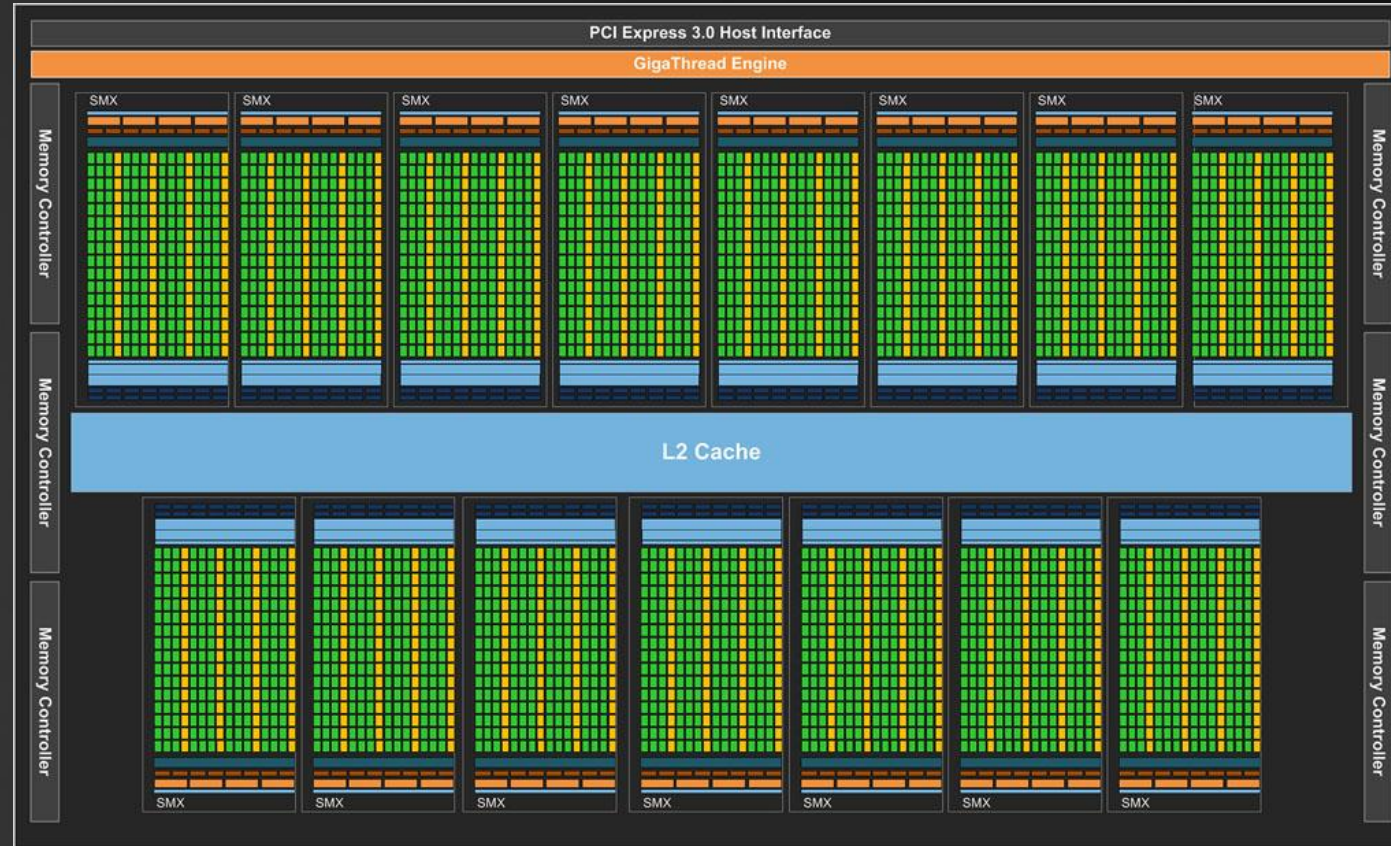 PCI Express 3.0 Host Interface
GigaThread Engine
SMX
SMX
SMX
SMX
SMX
SMX
SMX
SMX
Memory Controller
Memory Controller
Memory Controller
Memory Controller
L2 Cache
Memory Controller
Memory Controller
SMX
SMX
SMX
SMX
SMX
SMX
SMX